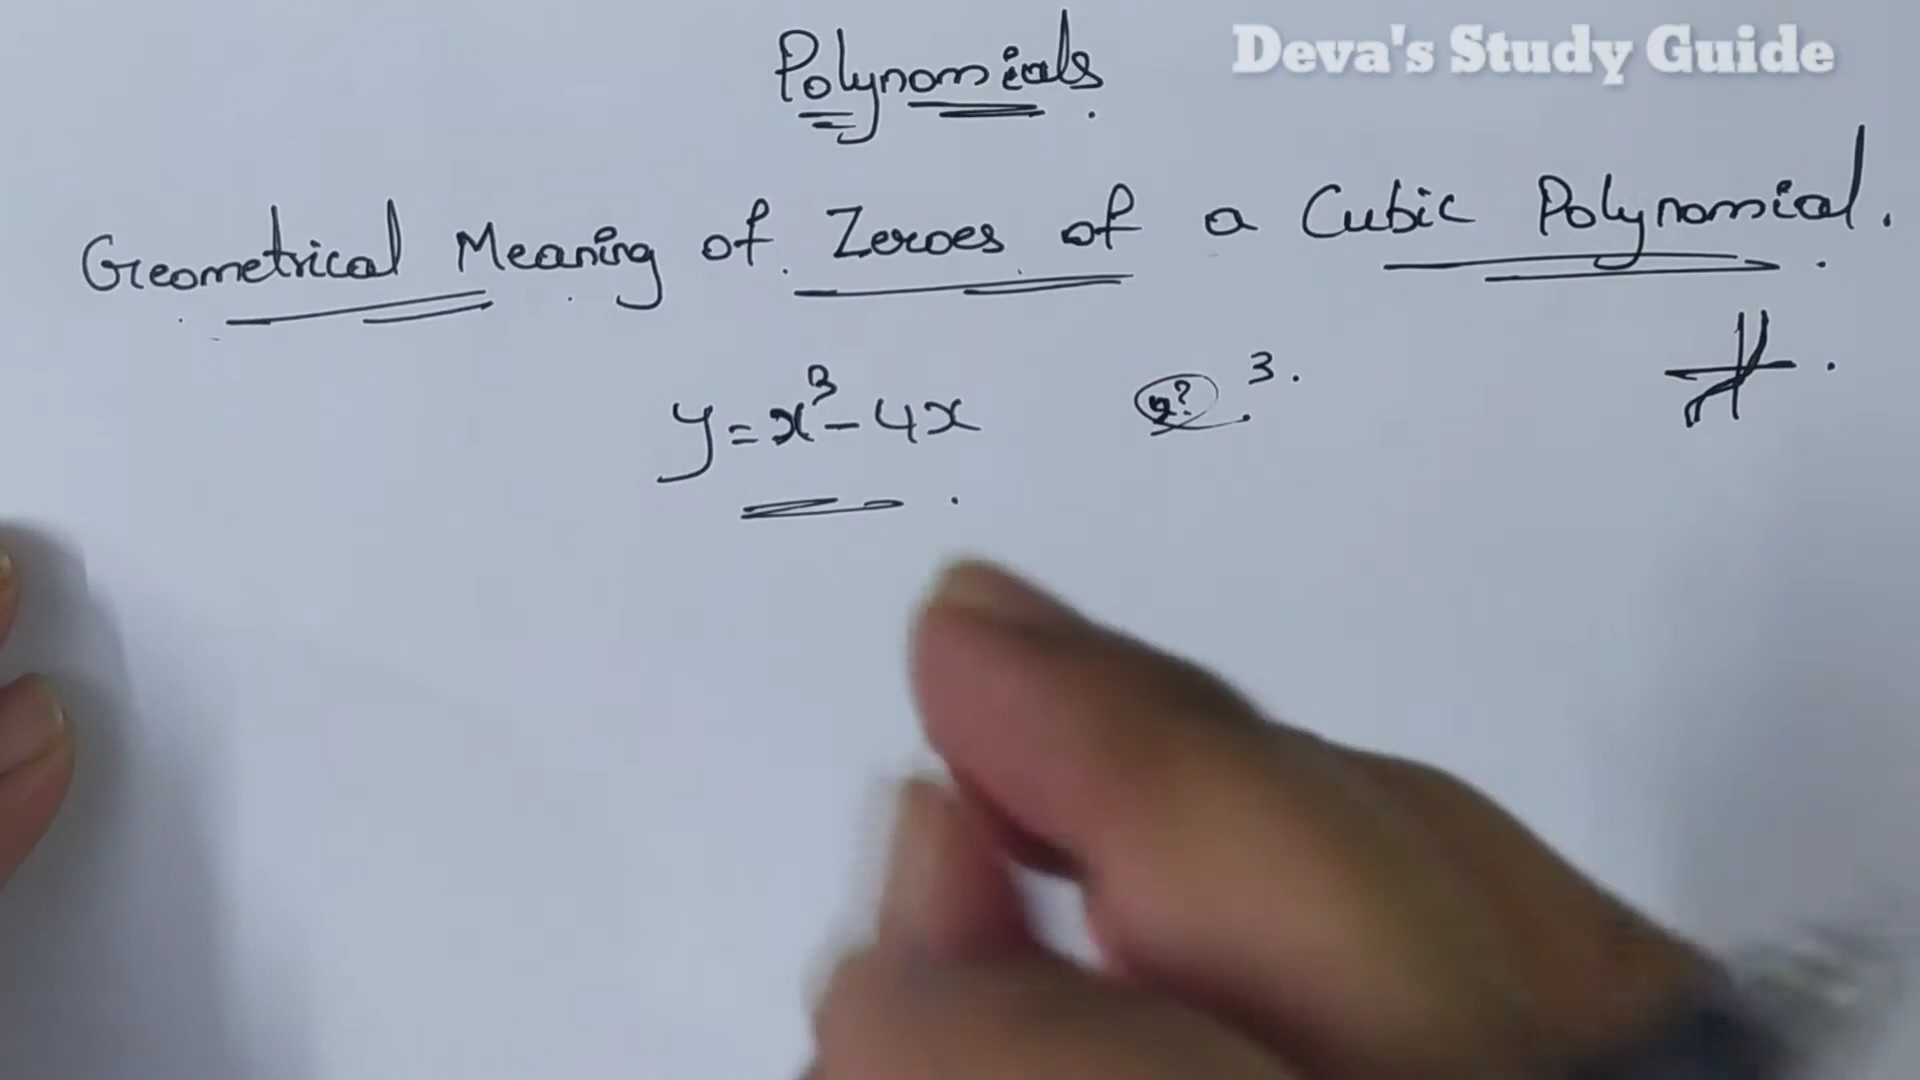 Deva's Study Guide
Polynomials.
Geometrical Meaning of Zeroes of a Cubic Polynomial.
y = x³ - 4x
3.